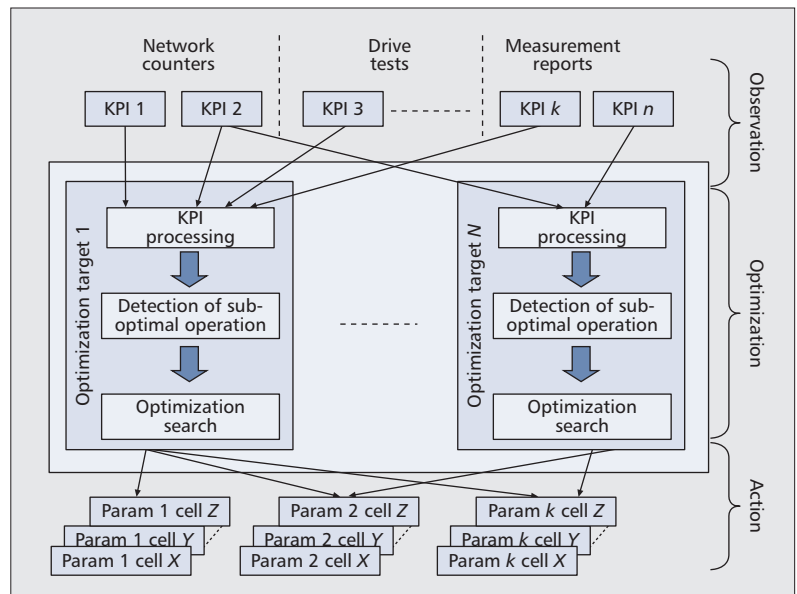 Network
counters
Drive
tests
Measurement
reports
KPI 1
KPI 2
KPI 3
KPI k
KPI n
Observation
Optimization target 1
KPI
processing
Detection of sub-
optimal operation
Optimization
search
Optimization target N
KPI
processing
Detection of sub-
optimal operation
Optimization
search
Optimization
Param 1 cell Z
Param 1 cell Y
Param 1 cell X
Param 2 cell Z
Param 2 cell Y
Param 2 cell X
Param k cell Z
Param k cell Y
Param k cell X
Action